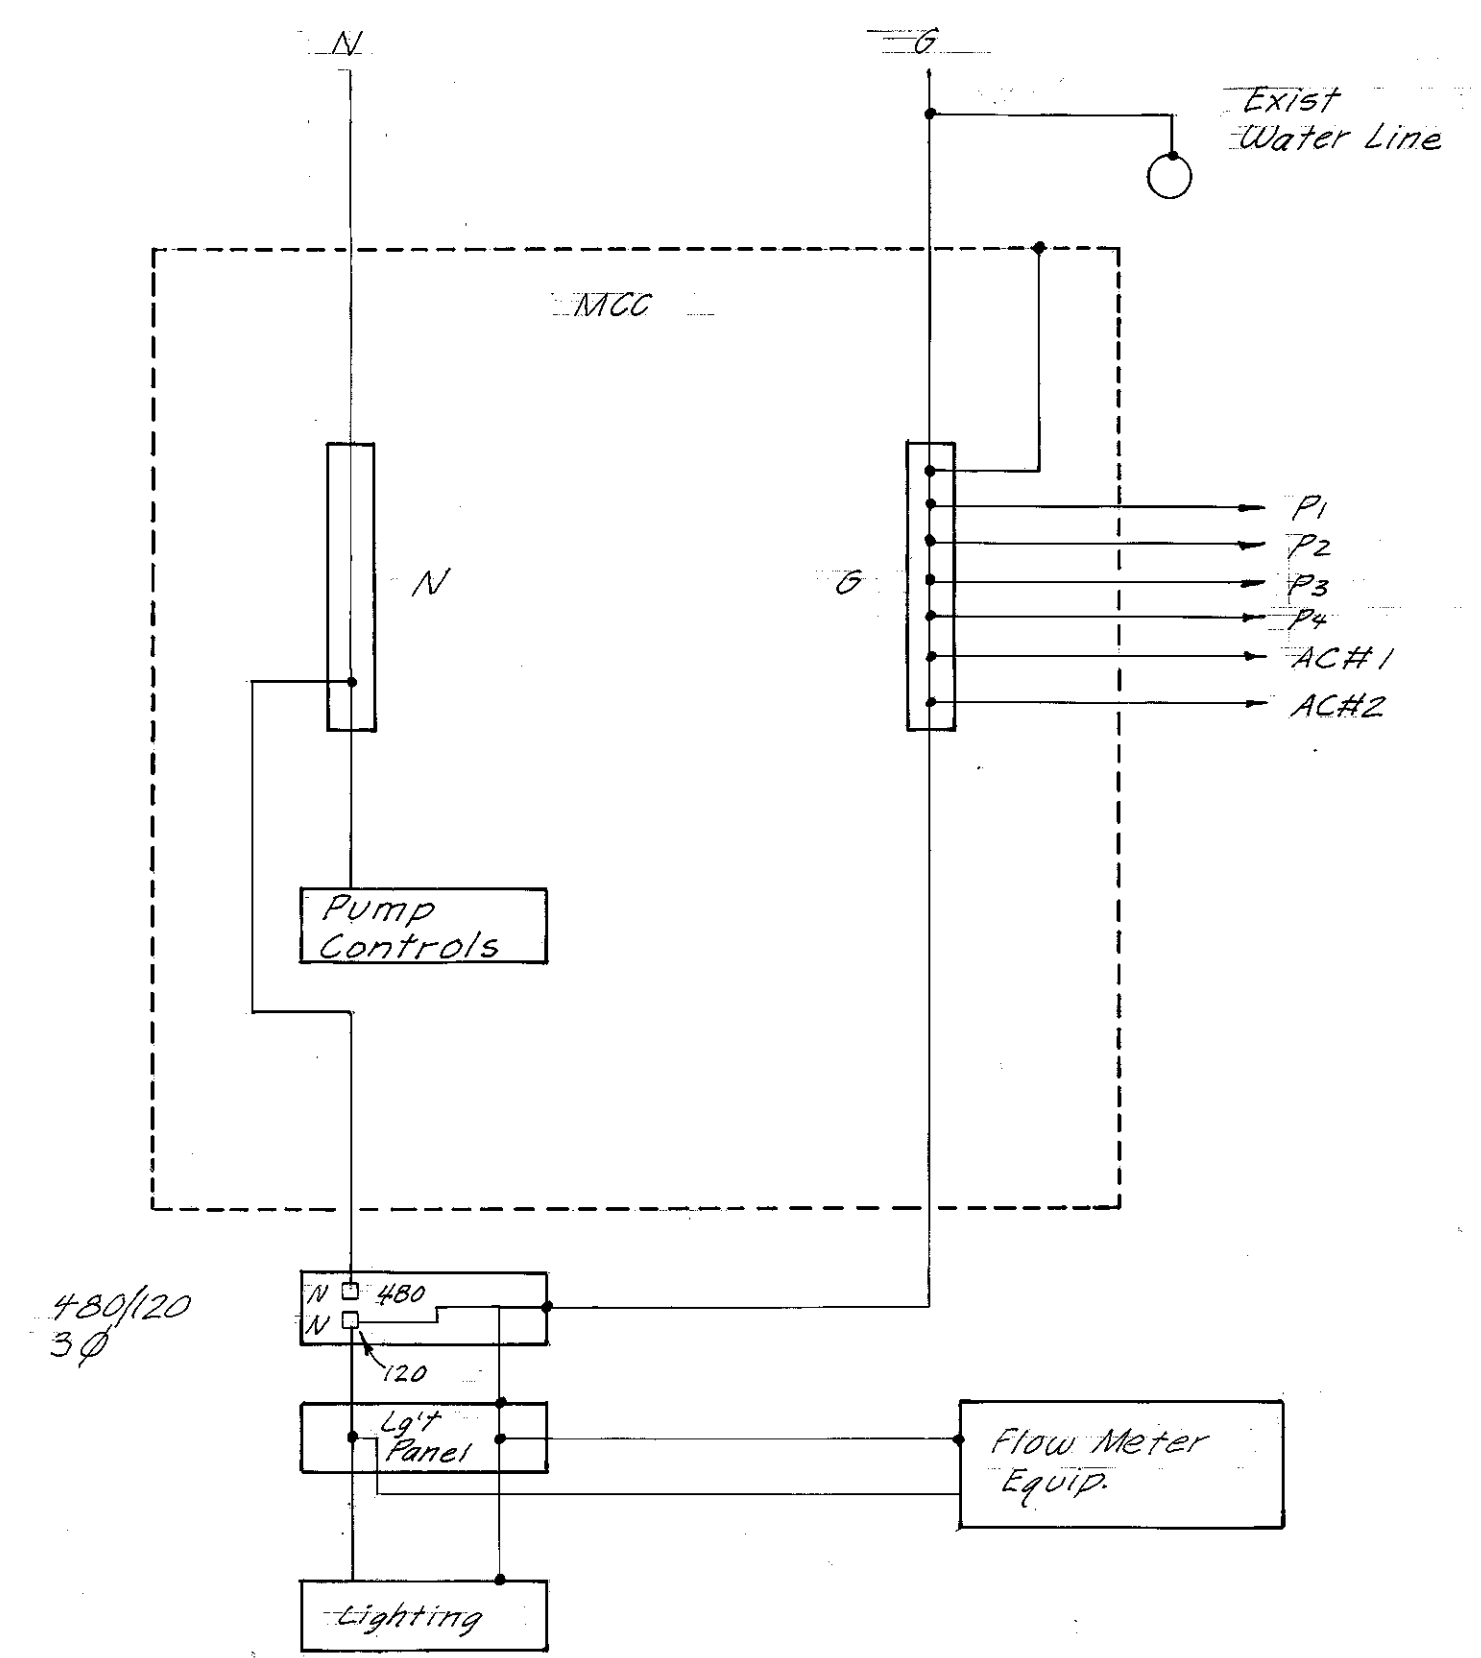 N
G
Exist
Water Line
MCC
P1
P2
N
G
P3
P4
AC#1
AC#2
Pump
Controls
N 480
480/120
N
3Ø
120
Lg't
Panel
Flow Meter
Equip.
Lighting